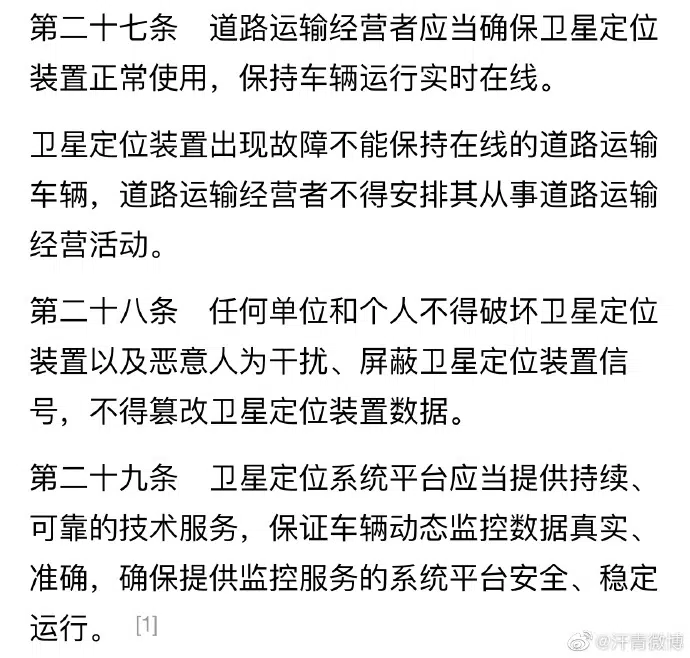 第二十七条　道路运输经营者应当确保卫星定位
装置正常使用，保持车辆运行实时在线。
卫星定位装置出现故障不能保持在线的道路运输
车辆，道路运输经营者不得安排其从事道路运输
经营活动。
第二十八条　任何单位和个人不得破坏卫星定位
装置以及恶意人为干扰、屏蔽卫星定位装置信
号，不得篡改卫星定位装置数据。
第二十九条　卫星定位系统平台应当提供持续、
可靠的技术服务，保证车辆动态监控数据真实、
准确，确保提供监控服务的系统平台安全、稳定
运行。 [1]
@汗青微博